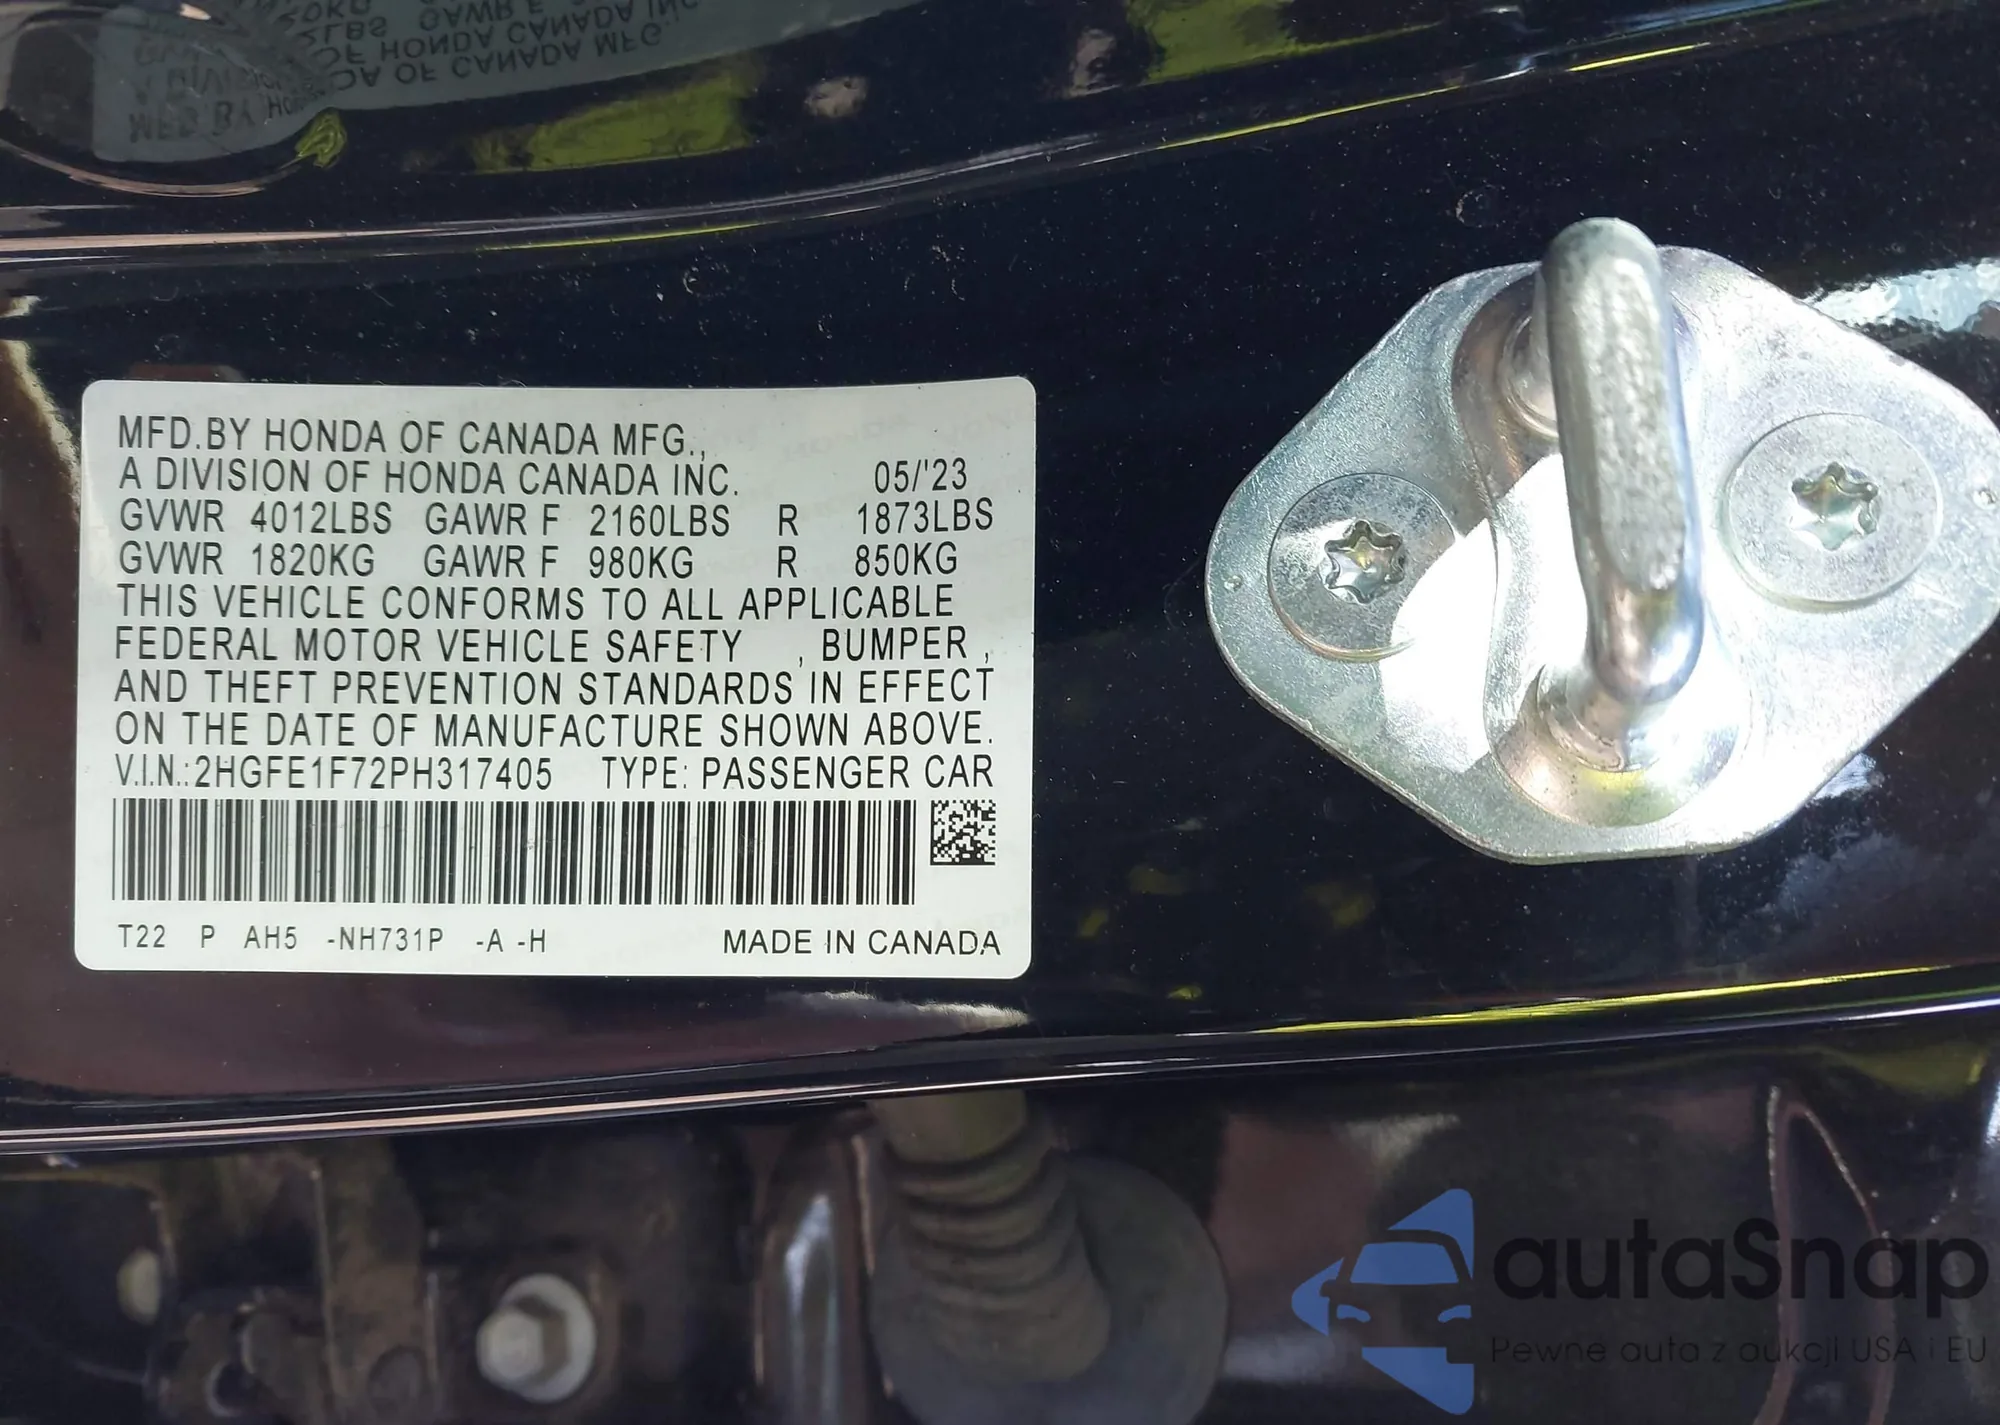 MFD.BY HONDA OF CANADA MFG.,
A DIVISION OF HONDA CANADA INC. 05/'23
GVWR 4012LBS GAWR F 2160LBS R 1873LBS
GVWR 1820KG GAWR F 980KG R 850KG
THIS VEHICLE CONFORMS TO ALL APPLICABLE
FEDERAL MOTOR VEHICLE SAFETY , BUMPER ,
AND THEFT PREVENTION STANDARDS IN EFFECT
ON THE DATE OF MANUFACTURE SHOWN ABOVE.
V.I.N.:2HGFE1F72PH317405 TYPE: PASSENGER CAR
T22 P AH5 -NH731P -A -H MADE IN CANADA
autaSnap
Pewne auta z aukcji USA i EU